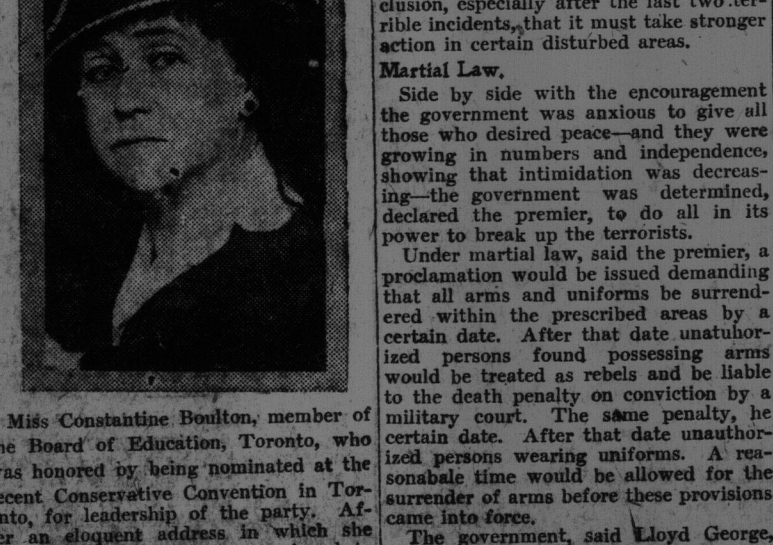 Miss Constantine Boulton, member of
Board of Education, Toronto, who
honored by being nominated at the
Conservative Convention in Tor-
for leadership of the party. Af-
an eloquent address in which she
clusion, especially after the last two ter-
rible incidents, that it must take stronger
action in certain disturbed areas.
Martial Law.
Side by side with the encouragement
the government was anxious to give all
those who desired peace—and they were
growing in numbers and independence,
showing that intimidation was decreas-
ing—the government was determined,
declared the premier, to do all in its
power to break up the terrorists.
Under martial law, said the premier, a
proclamation would be issued demanding
that all arms and uniforms be surrend-
ered within the prescribed areas by a
certain date. After that date unatuhor-
ized persons found possessing arms
would be treated as rebels and be liable
to the death penalty on conviction by a
military court. The same penalty, he
certain date. After that date unauthor-
ized persons wearing uniforms. A rea-
sonabale time would be allowed for the
surrender of arms before these provisions
came into force.
The government, said Lloyd George,